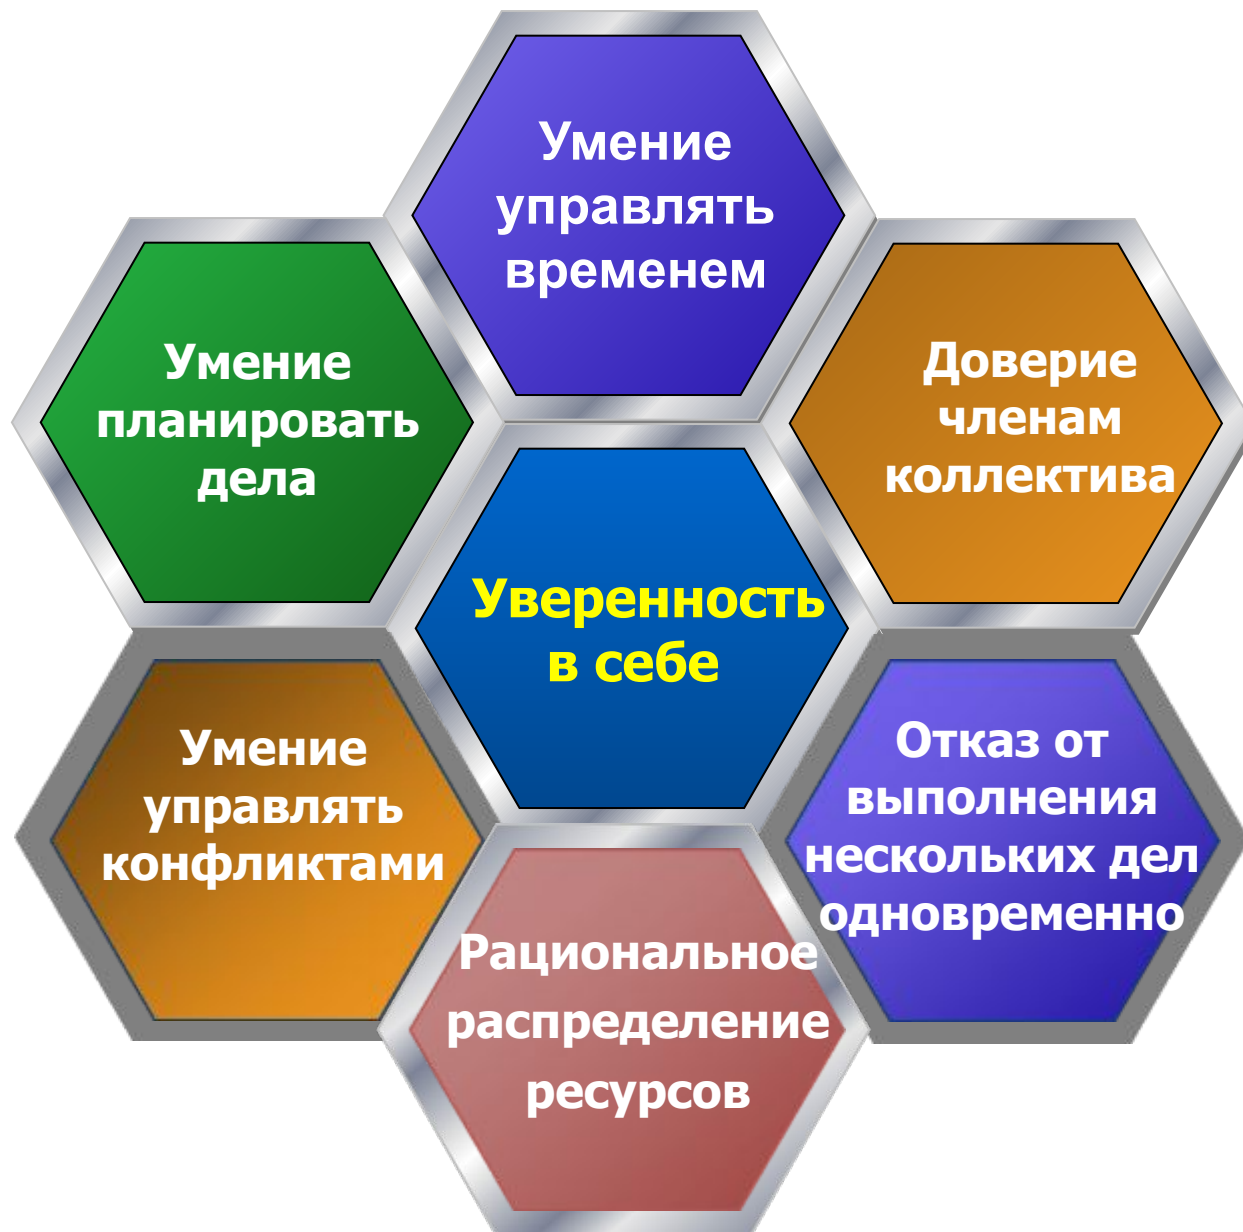 Умение
управлять
временем
Умение
планировать
дела
Доверие
членам
коллектива
Уверенность
в себе
Умение
управлять
конфликтами
Отказ от
выполнения
нескольких дел
одновременно
Рациональное
распределение
ресурсов